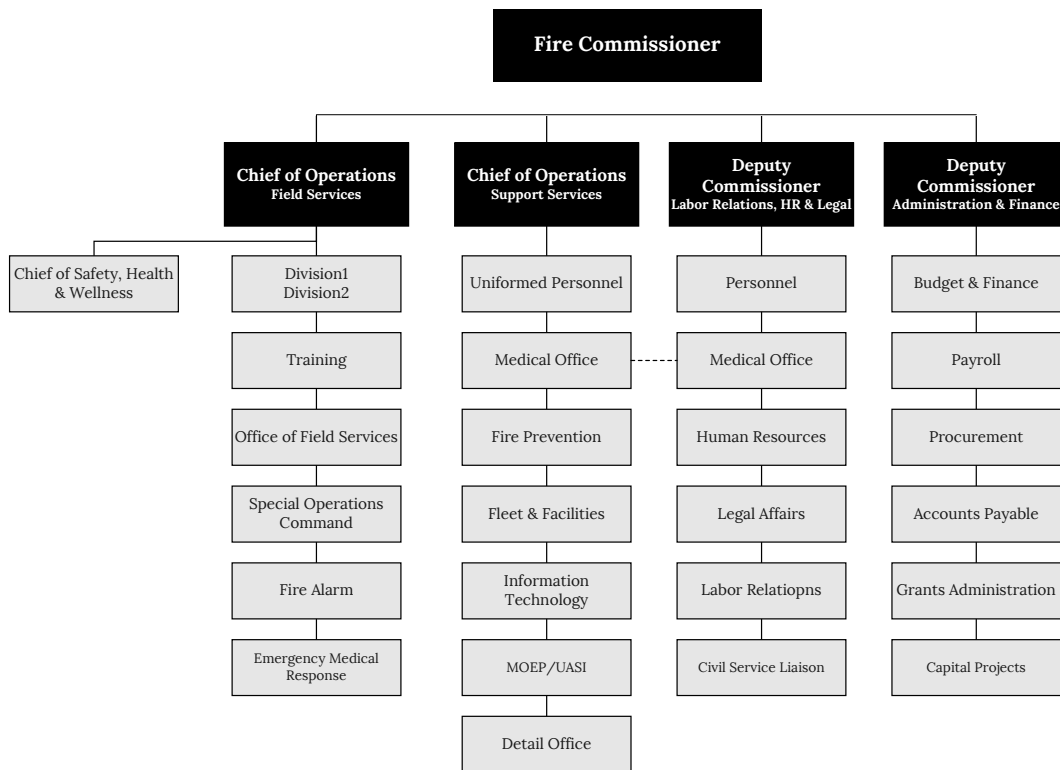 Fire Commissioner
Chief of Operations
Field Services
Chief of Operations
Support Services
Deputy
Commissioner
Labor Relations, HR & Legal
Deputy
Commissioner
Administration & Finance
Chief of Safety, Health
& Wellness
Division1
Division2
Uniformed Personnel
Personnel
Budget & Finance
Training
Medical Office
Medical Office
Payroll
Office of Field Services
Fire Prevention
Human Resources
Procurement
Special Operations
Command
Fleet & Facilities
Legal Affairs
Accounts Payable
Fire Alarm
Information
Technology
Labor Relatiopns
Grants Administration
Emergency Medical
Response
MOEP/UASI
Civil Service Liaison
Capital Projects
Detail Office